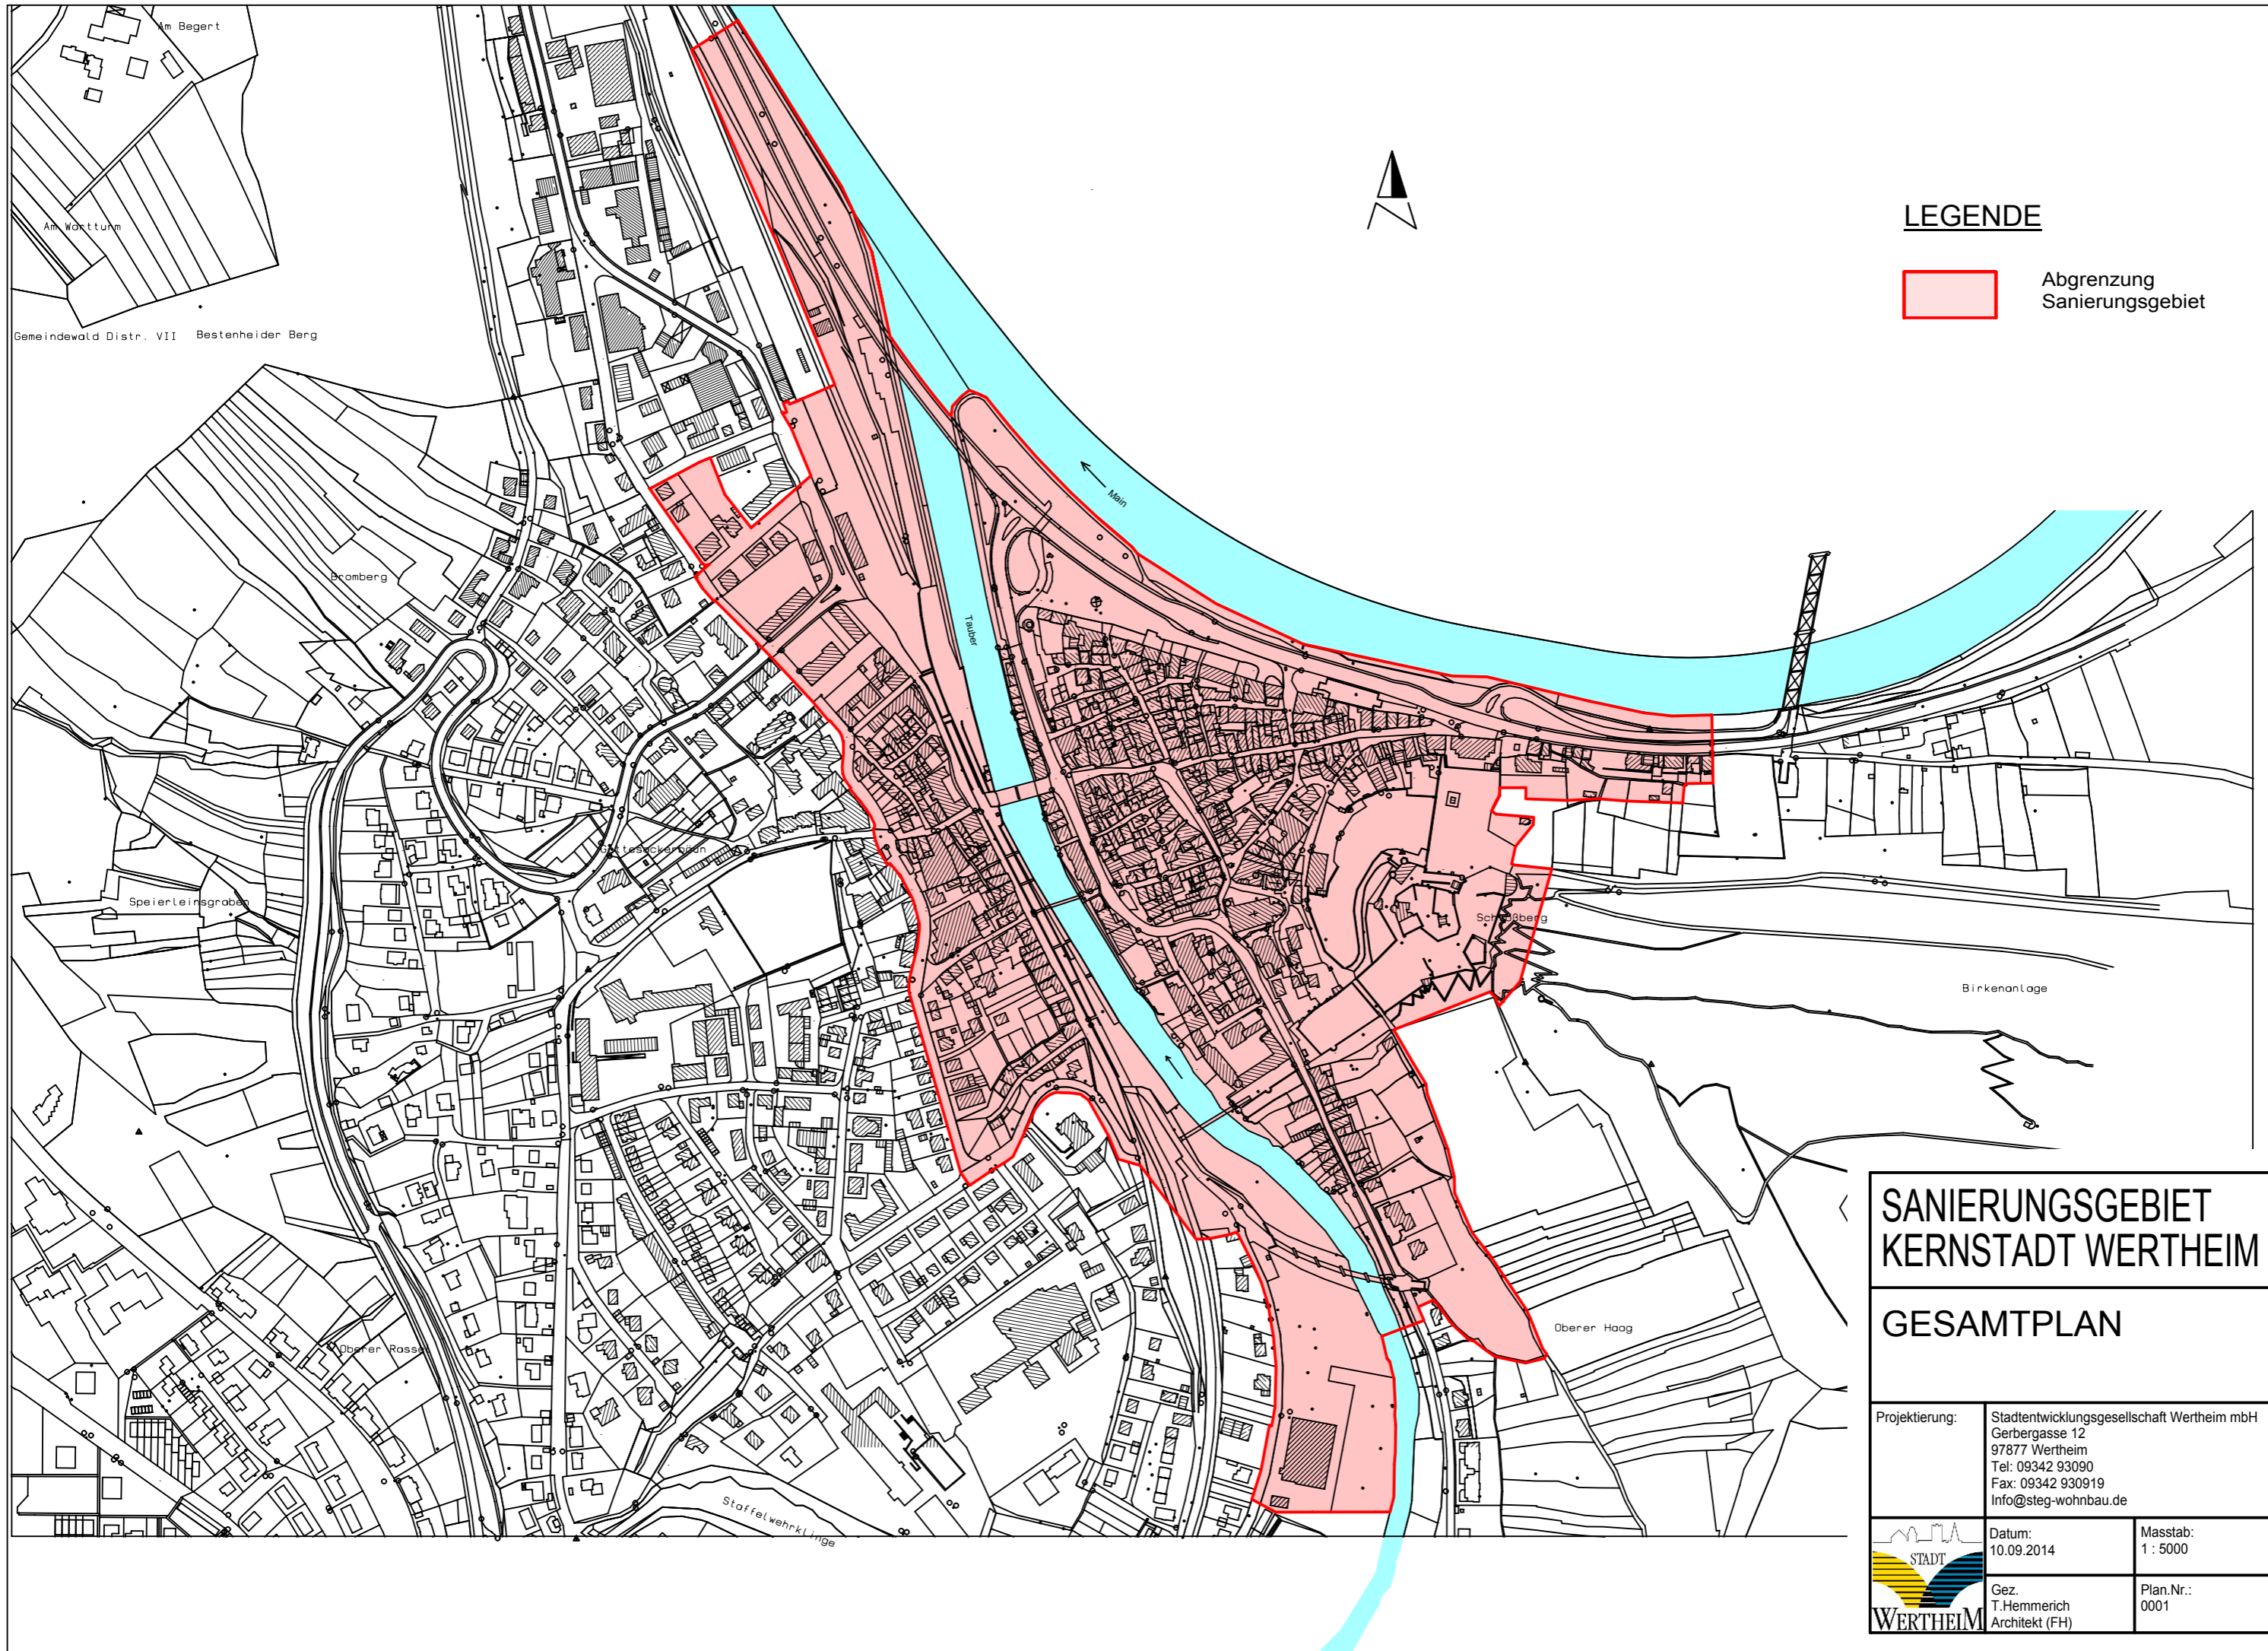 Am Begert
Am Wartturm
Gemeindewald Distr. VII
Bestenheider Berg
LEGENDE
Abgrenzung
Sanierungsgebiet
Main
Bromberg
Tauber
Speierleinsgraben
Schloßberg
Birkenanlage
Oberer Haag
Staffelwehrklinge
SANIERUNGSGEBIET
KERNSTADT WERTHEIM
GESAMTPLAN
Projektierung:
Stadtentwicklungsgesellschaft Wertheim mbH
Gerbergasse 12
97877 Wertheim
Tel: 09342 93090
Fax: 09342 930919
Info@steg-wohnbau.de
STADT
WERTHEIM
Datum:
10.09.2014
Masstab:
1 : 5000
Gez.
T.Hemmerich
Architekt (FH)
Plan.Nr.:
0001